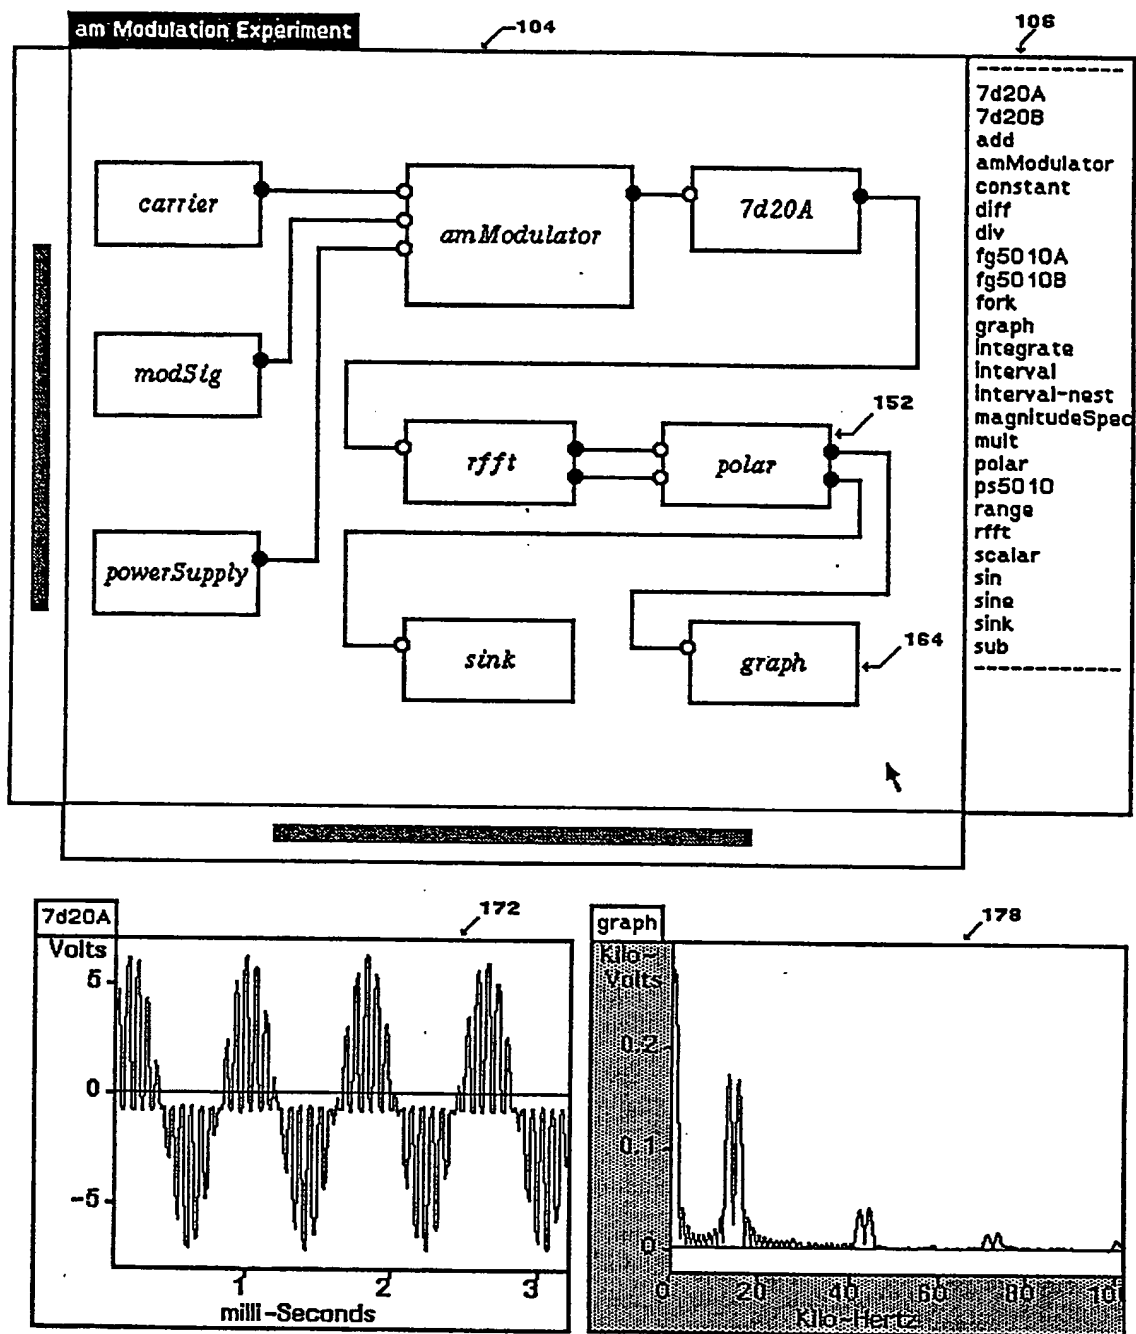 am Modulation Experiment
104
106
7d20A
7d20B
add
amModulator
constant
diff
div
fg5010A
fg5010B
fork
graph
integrate
interval
interval-nest
magnitudeSpec
mult
polar
ps5010
range
rfft
scalar
sin
sine
sink
sub
carrier
amModulator
7d20A
modSig
152
rfft
polar
powerSupply
sink
graph
164
7d20A
172
Volts
5
0
-5
1
2
3
milli-Seconds
graph
178
Kilo-
Volts
0.2
0.1
0
0
20
40
60
80
10
Kilo-Hertz